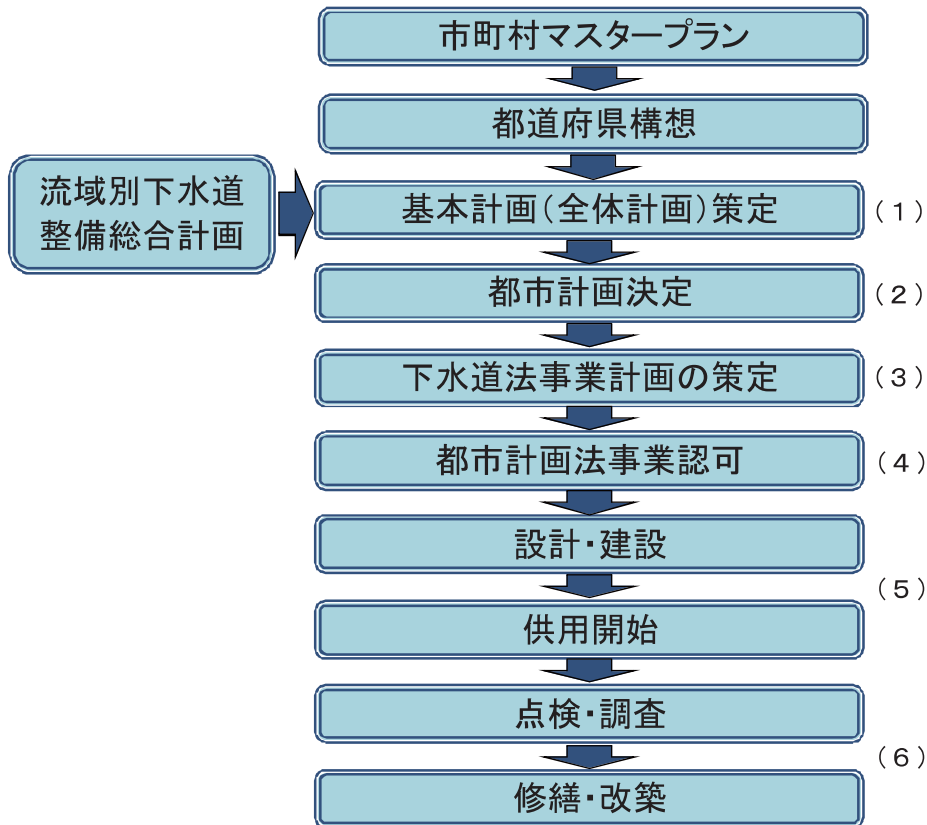 市町村マスタープラン
都道府県構想
流域別下水道
整備総合計画
基本計画(全体計画)策定
(1)
都市計画決定
(2)
下水道法事業計画の策定
(3)
都市計画法事業認可
(4)
設計・建設
(5)
供用開始
点検・調査
(6)
修繕・改築